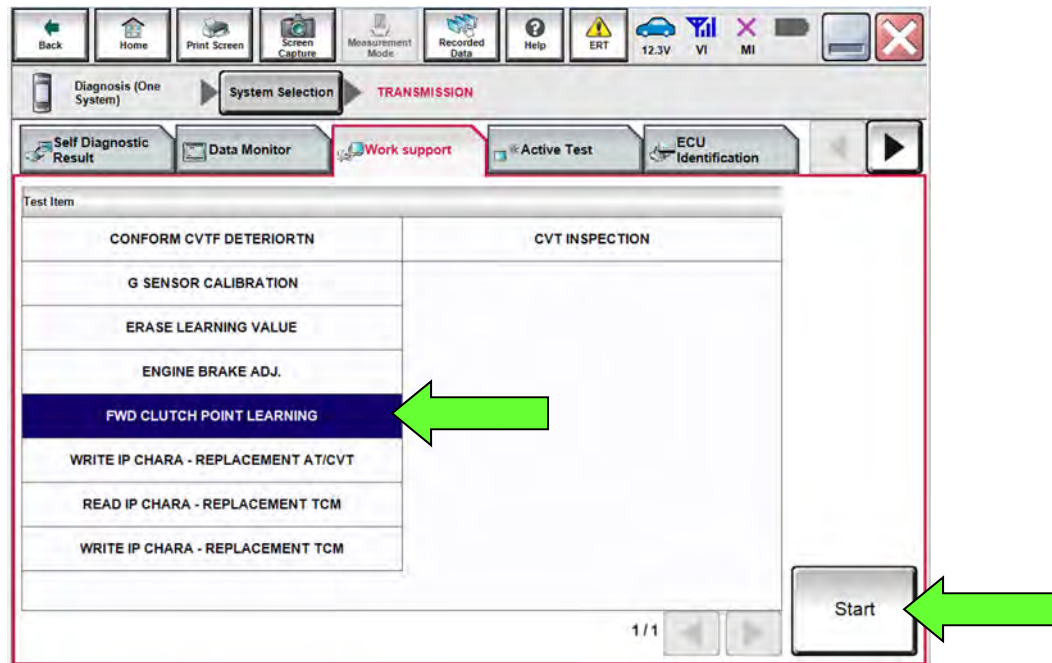 Back
Home
Print Screen
Screen
Capture
Measurement
Mode
Recorded
Data
Help
ERT
12.3V
VI
MI
Diagnosis (One
System)
System Selection
TRANSMISSION
Self Diagnostic
Result
Data Monitor
Work support
Active Test
ECU
Identification
Test Item
CONFORM CVTF DETERIORTN
CVT INSPECTION
G SENSOR CALIBRATION
ERASE LEARNING VALUE
ENGINE BRAKE ADJ.
FWD CLUTCH POINT LEARNING
WRITE IP CHARA - REPLACEMENT AT/CVT
READ IP CHARA - REPLACEMENT TCM
WRITE IP CHARA - REPLACEMENT TCM
Start
1/1